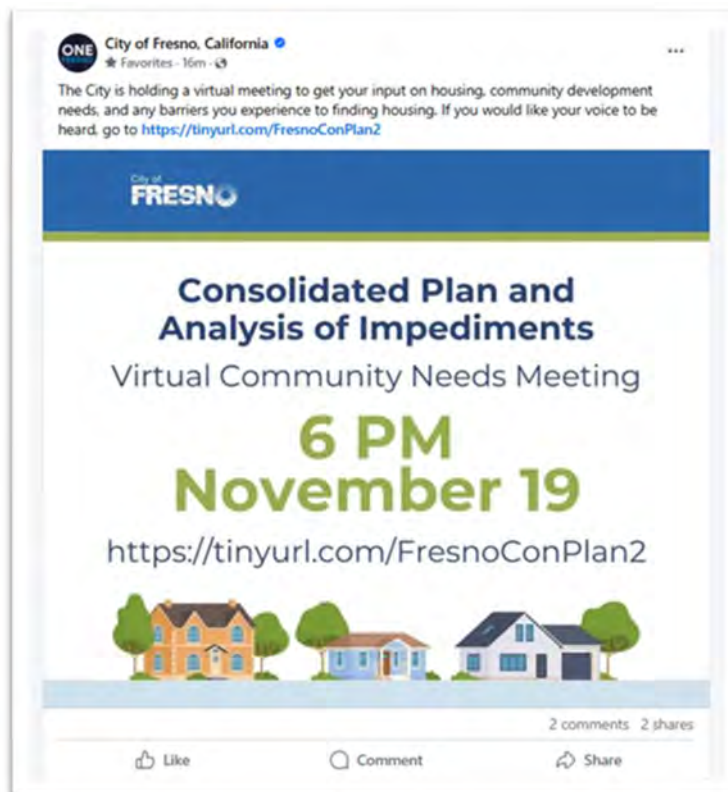 City of Fresno, California
ONE
FRESNO
Favorites · 16m ·
The City is holding a virtual meeting to get your input on housing, community development
needs, and any barriers you experience to finding housing. If you would like your voice to be
heard, go to https://tinyurl.com/FresnoConPlan2
City of
FRESNO
Consolidated Plan and
Analysis of Impediments
Virtual Community Needs Meeting
6 PM
November 19
https://tinyurl.com/FresnoConPlan2
2 comments 2 shares
Like Comment Share